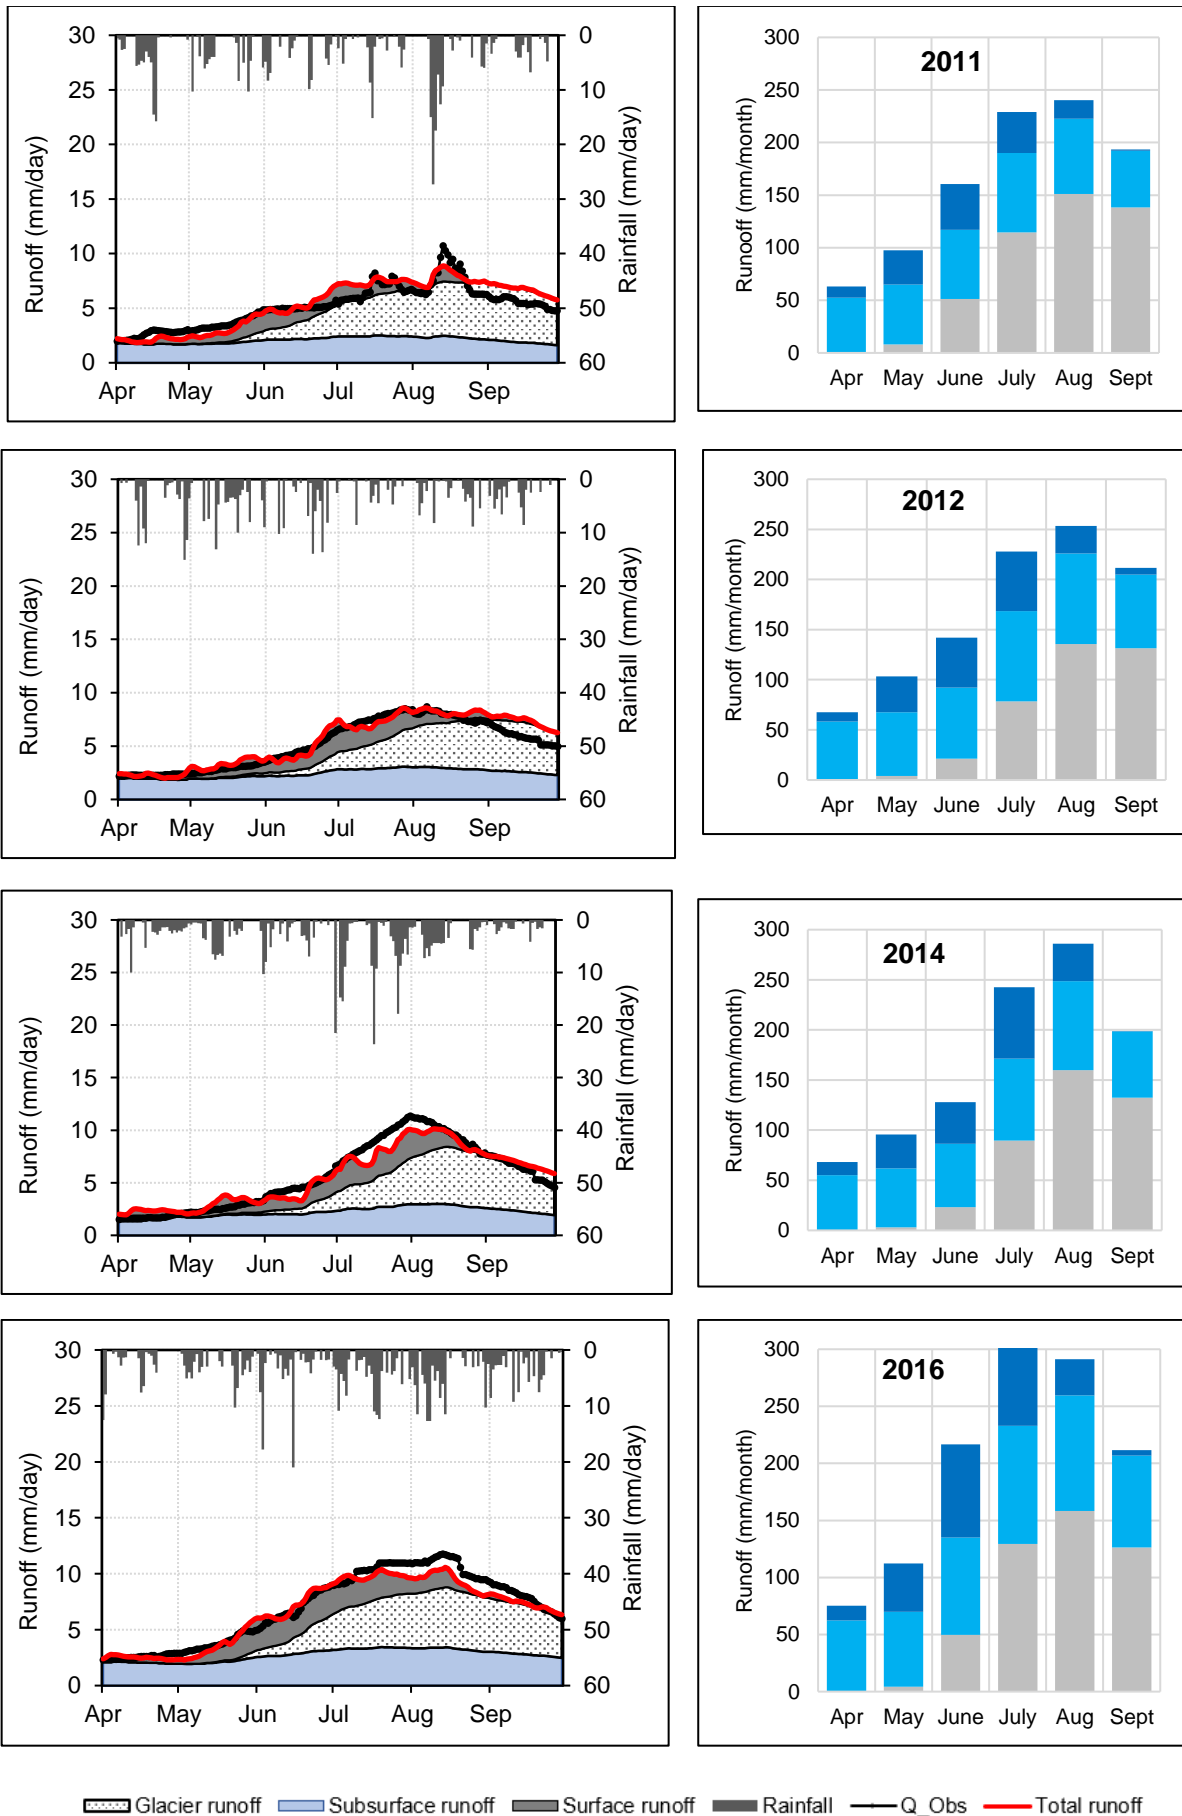 30 0
25 10
20 20
15 30
10 40
5 50
0 60
Apr May Jun Jul Aug Sep
Runoff (mm/day)
Rainfall (mm/day)
2011
300
250
200
150
100
50
0
Apr May June July Aug Sept
Runooff (mm/month)
30 0
25 10
20 20
15 30
10 40
5 50
0 60
Apr May Jun Jul Aug Sep
Runoff (mm/day)
Rainfall (mm/day)
2012
300
250
200
150
100
50
0
Apr May June July Aug Sept
Runoff (mm/month)
30 0
25 10
20 20
15 30
10 40
5 50
0 60
Apr May Jun Jul Aug Sep
Runoff (mm/day)
Rainfall (mm/day)
2014
300
250
200
150
100
50
0
Apr May June July Aug Sept
Runoff (mm/month)
30 0
25 10
20 20
15 30
10 40
5 50
0 60
Apr May Jun Jul Aug Sep
Runoff (mm/day)
Rainfall (mm/day)
2016
300
250
200
150
100
50
0
Apr May June July Aug Sept
Runoff (mm/month)
Glacier runoff Subsurface runoff Surface runoff Rainfall Q_Obs Total runoff